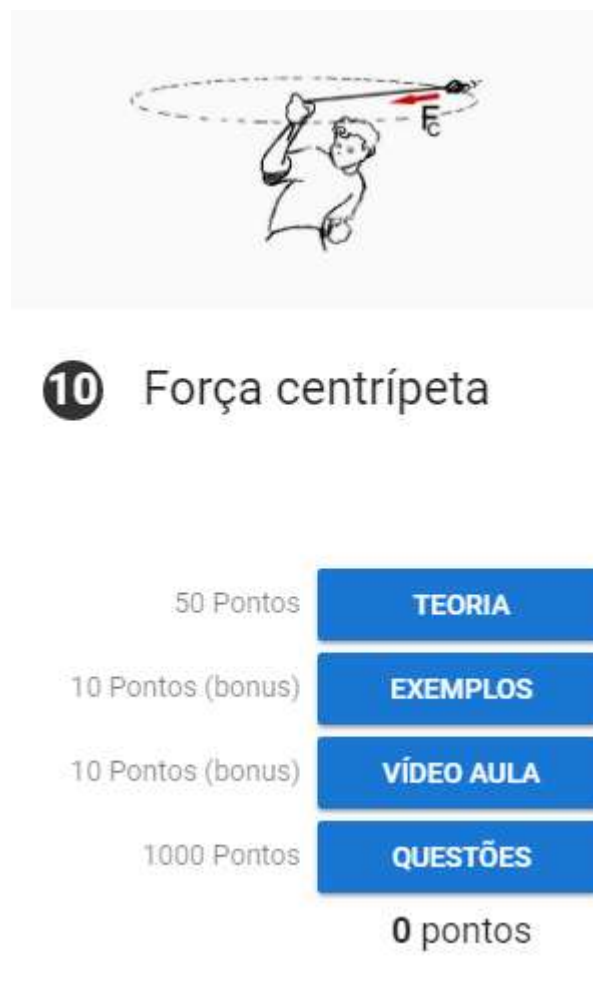 Fc
10 Força centrípeta
50 Pontos TEORIA
10 Pontos (bonus) EXEMPLOS
10 Pontos (bonus) VÍDEO AULA
1000 Pontos QUESTÕES
0 pontos